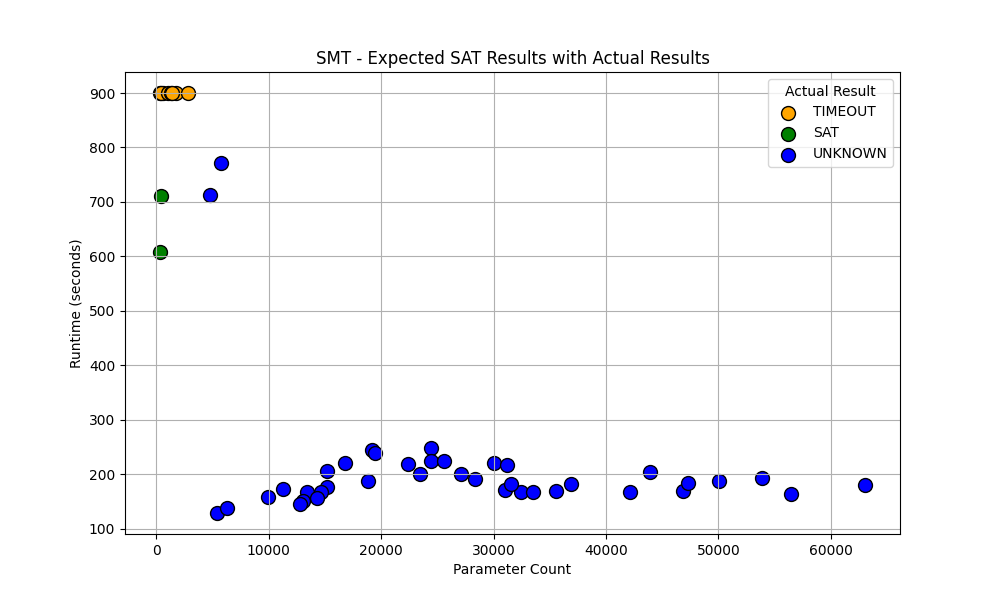 SMT - Expected SAT Results with Actual Results
Actual Result
TIMEOUT
SAT
UNKNOWN
Runtime (seconds)
900
800
700
600
500
400
300
200
100
0 10000 20000 30000 40000 50000 60000
Parameter Count